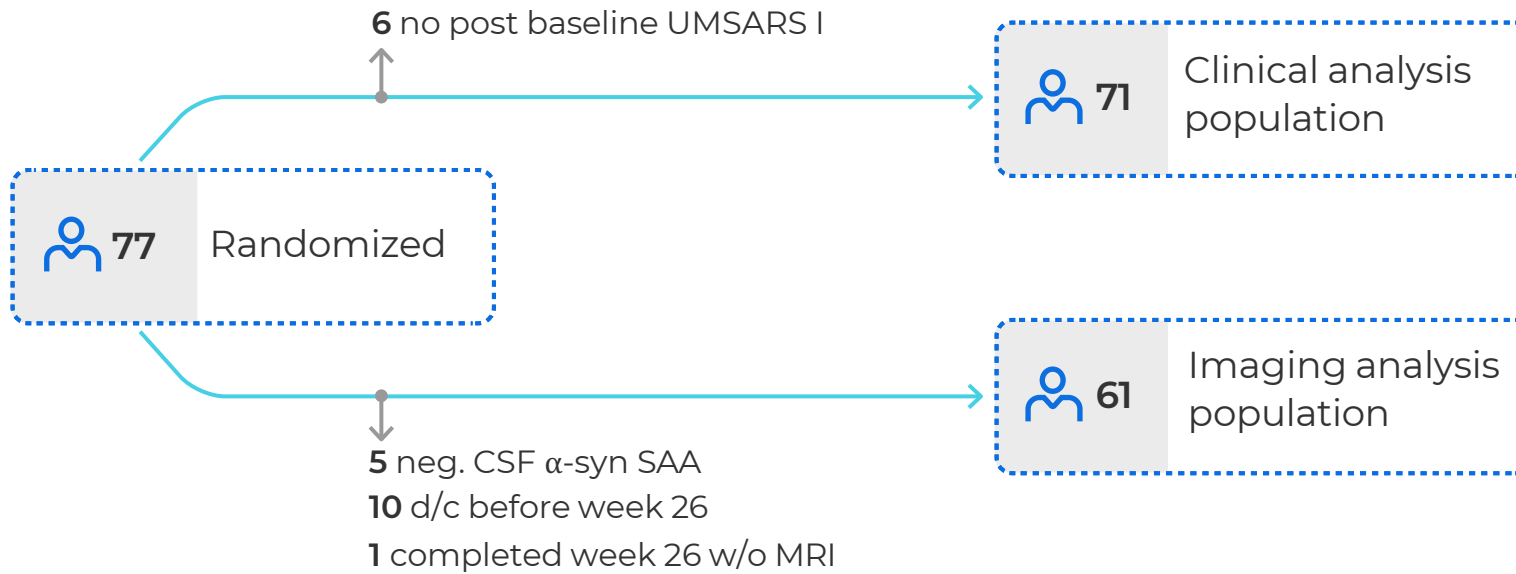 6 no post baseline UMSARS I
71 Clinical analysis
population
77 Randomized
61 Imaging analysis
population
5 neg. CSF α-syn SAA
10 d/c before week 26
1 completed week 26 w/o MRI